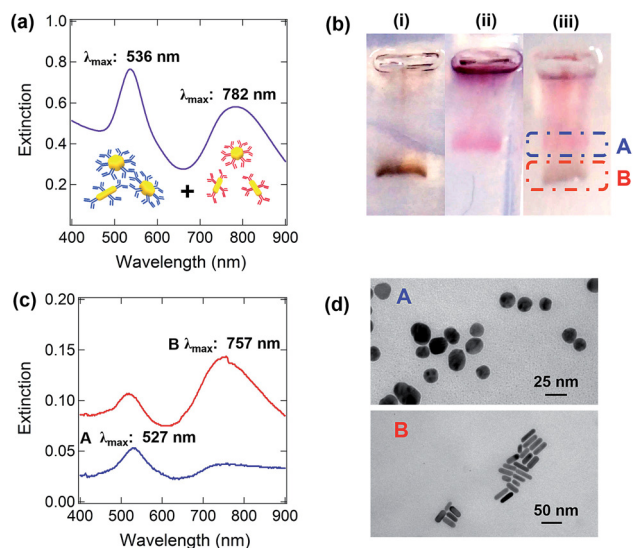 (a)
1.0
0.8
0.6
0.4
0.2
Extinction
λmax: 536 nm
λmax: 782 nm
+
400 500 600 700 800 900
Wavelength (nm)
(b)
(i) (ii) (iii)
A
B
(c)
0.20
0.15
0.10
0.05
0.00
Extinction
B λmax: 757 nm
A λmax: 527 nm
400 500 600 700 800 900
Wavelength (nm)
(d)
A
25 nm
B
50 nm